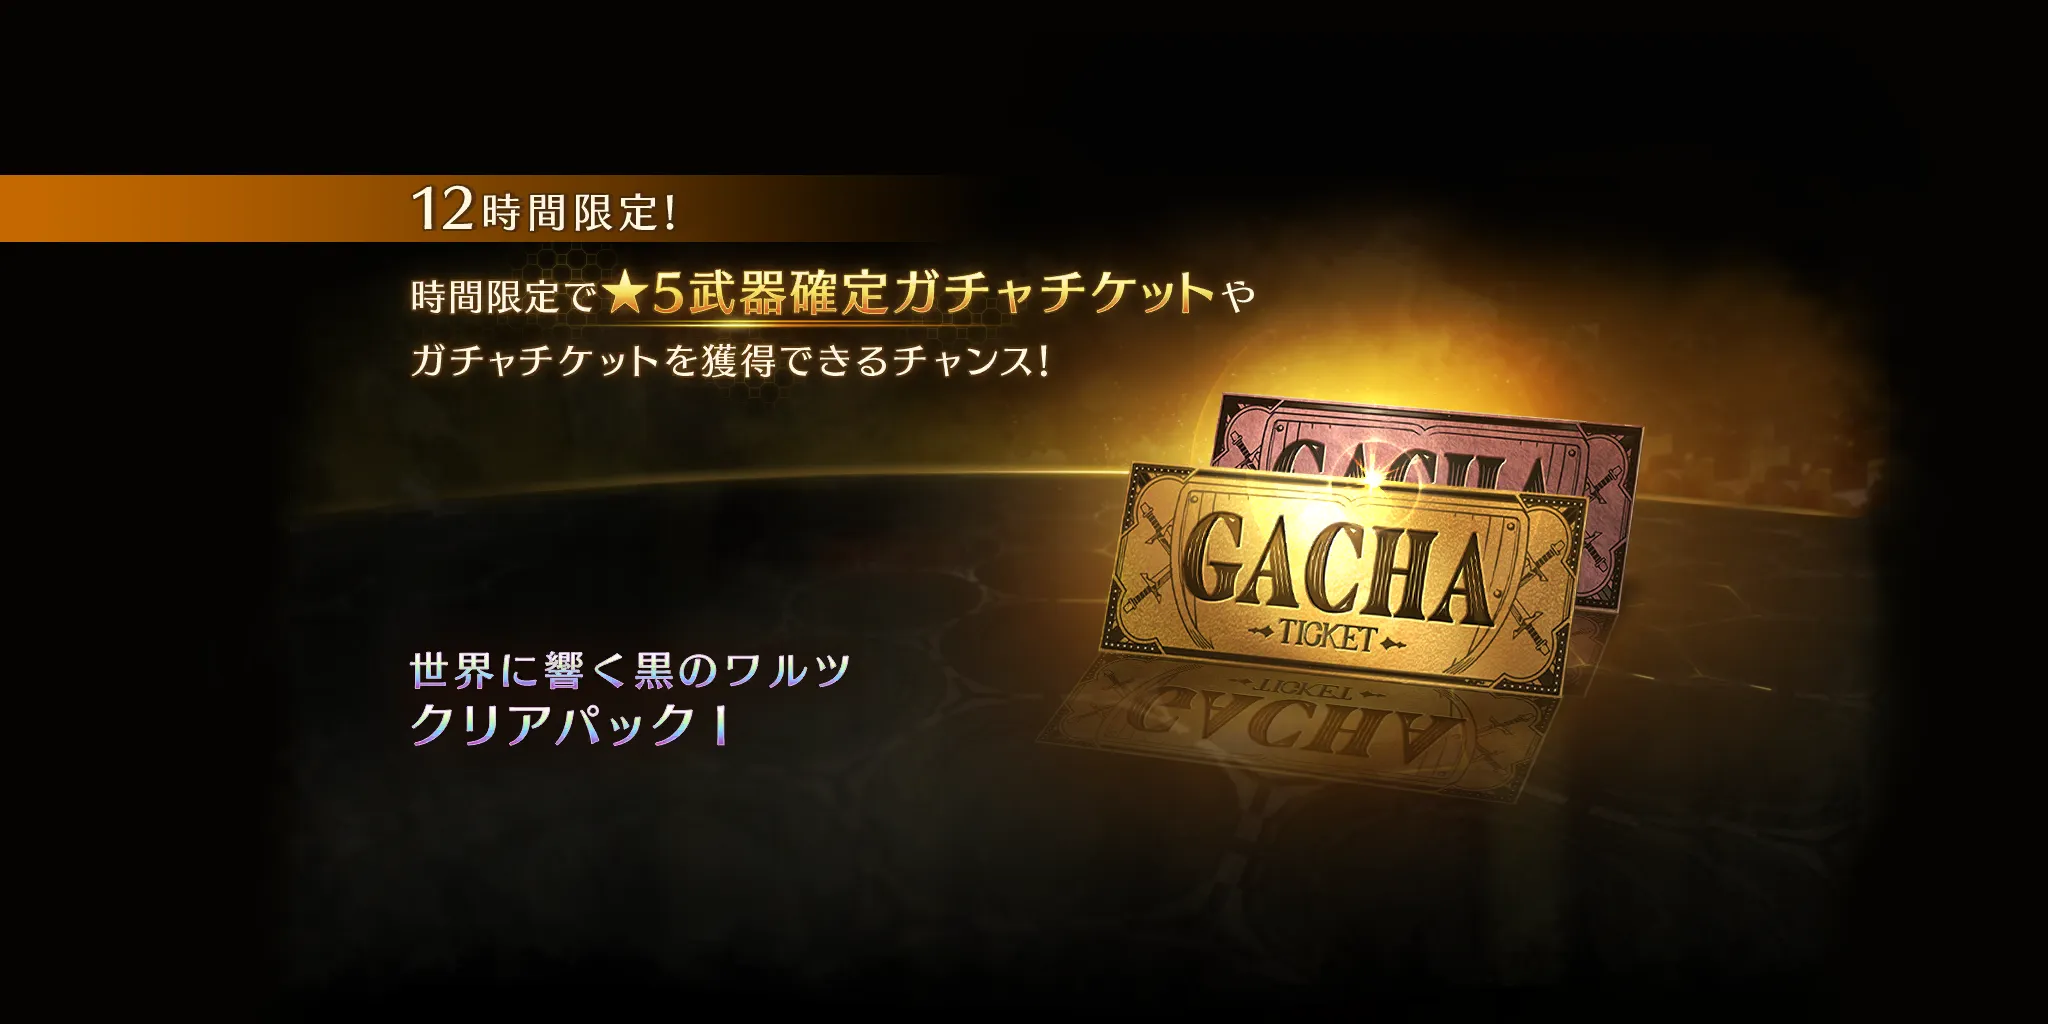 12時間限定!
時間限定で★5武器確定ガチャチケットや
ガチャチケットを獲得できるチャンス!
GACHA
GACHA
TICKET
世界に響く黒のワルツ
クリアパックⅠ